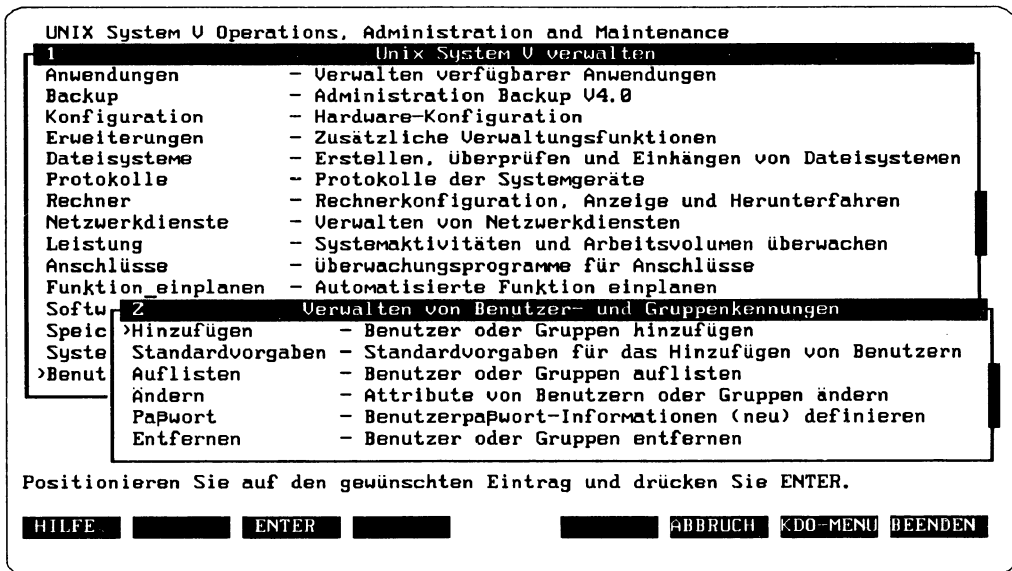 UNIX System V Operations, Administration and Maintenance
1 Unix System V verwalten
Anwendungen – Verwalten verfügbarer Anwendungen
Backup – Administration Backup V4.0
Konfiguration – Hardware-Konfiguration
Erweiterungen – Zusätzliche Verwaltungsfunktionen
Dateisysteme – Erstellen, überprüfen und Einhängen von Dateisystemen
Protokolle – Protokolle der Systemgeräte
Rechner – Rechnerkonfiguration, Anzeige und Herunterfahren
Netzwerkdienste – Verwalten von Netzwerkdiensten
Leistung – Systemaktivitäten und Arbeitsvolumen überwachen
Anschlüsse – überwachungsprogramme für Anschlüsse
Funktion_einplanen – Automatisierte Funktion einplanen
Softw 2 Verwalten von Benutzer- und Gruppenkennungen
Speic >Hinzufügen – Benutzer oder Gruppen hinzufügen
Syste Standardvorgaben – Standardvorgaben für das Hinzufügen von Benutzern
>Benut Auflisten – Benutzer oder Gruppen auflisten
Ändern – Attribute von Benutzern oder Gruppen ändern
Paßwort – Benutzerpaßwort-Informationen (neu) definieren
Entfernen – Benutzer oder Gruppen entfernen
Positionieren Sie auf den gewünschten Eintrag und drücken Sie ENTER.
HILFE ENTER ABBRUCH KDO-MENU BEENDEN